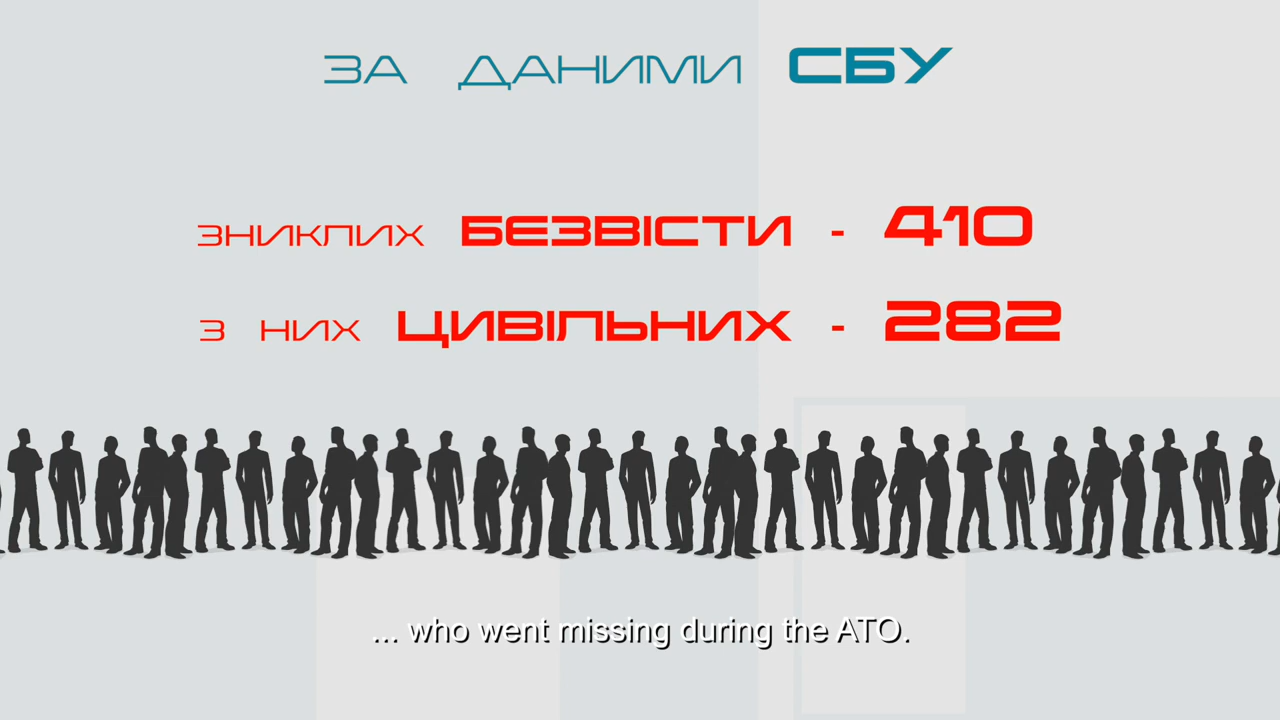 ЗА ДАНИМИ СБУ
ЗНИКЛИХ БЕЗВІСТИ - 410
З НИХ ЦИВІЛЬНИХ - 282
... who went missing during the ATO.